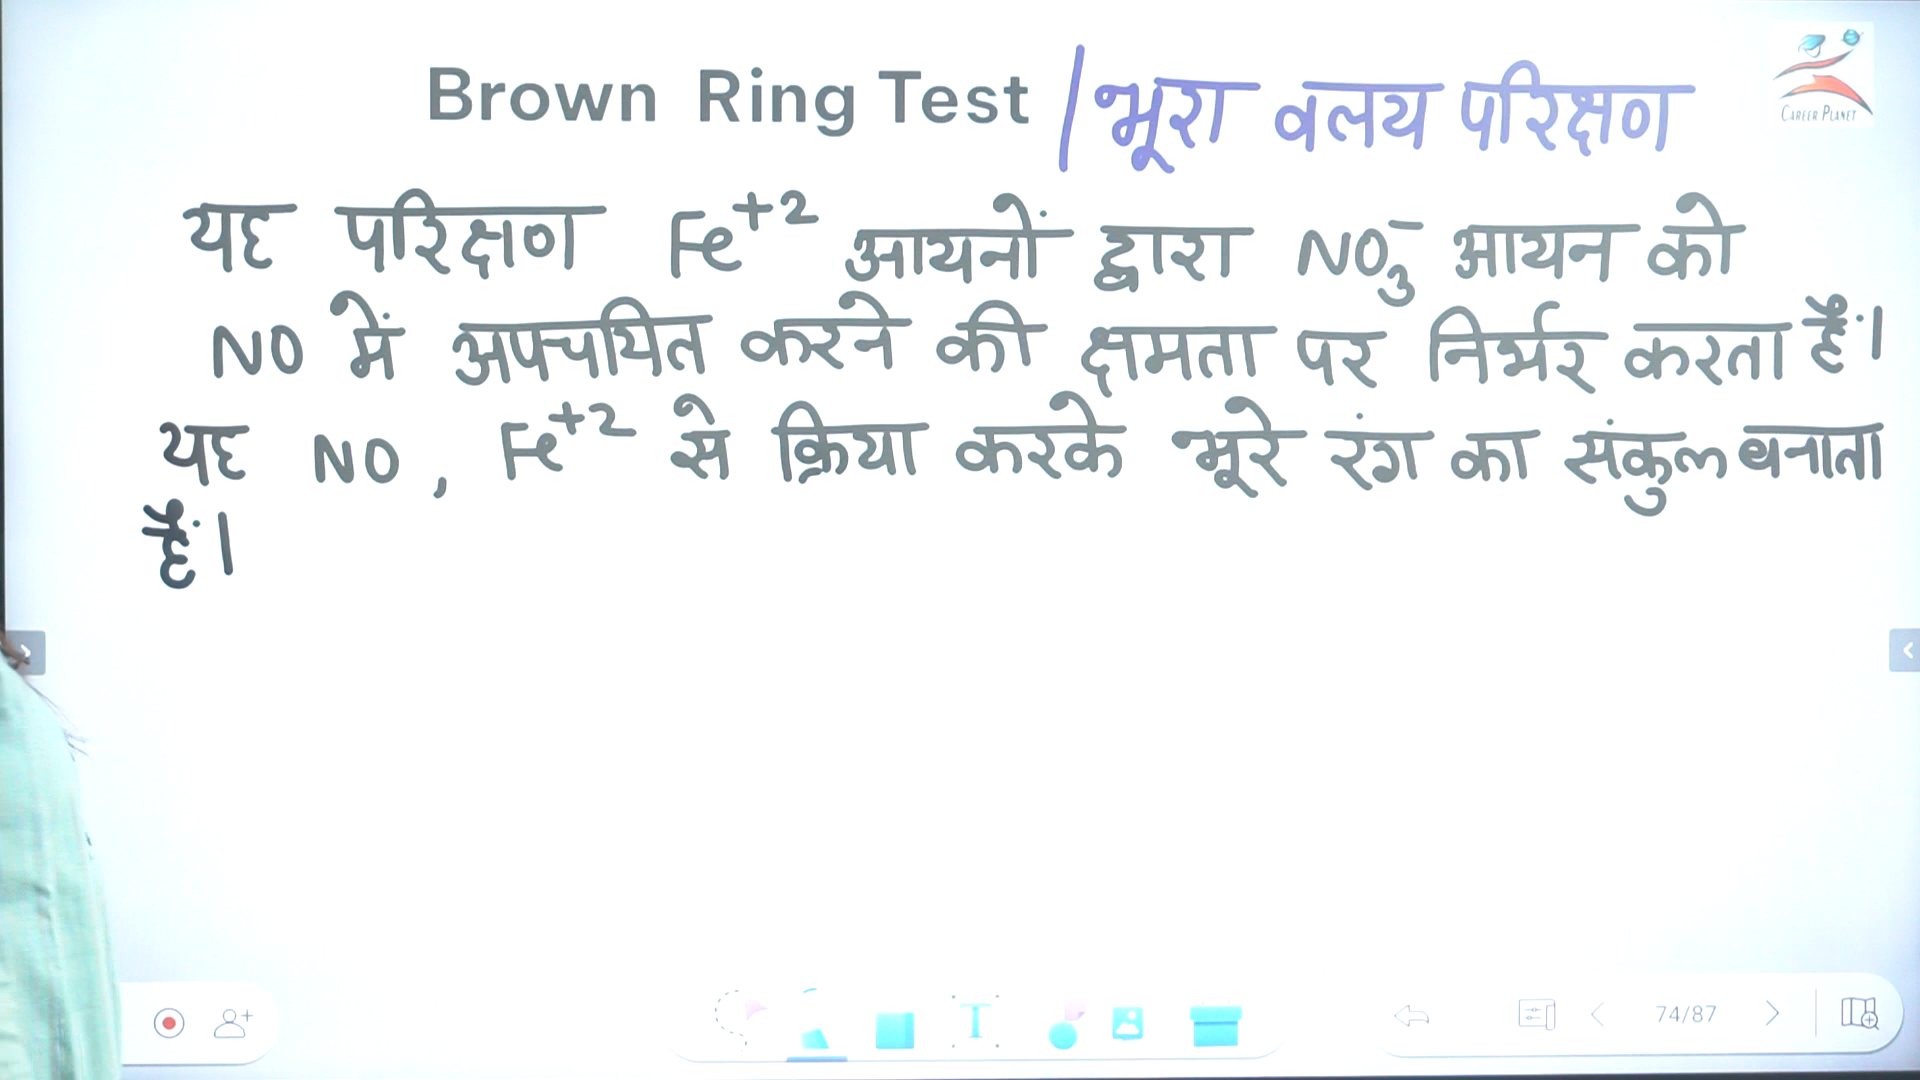 Brown Ring Test / भूरा वलय परिक्षण
CAREER PLANET
यह परिक्षण Fe⁺² आयनों द्वारा NO₃⁻ आयन को
NO में अपचयित करने की क्षमता पर निर्भर करता हैं।
यह NO, Fe⁺² से क्रिया करके भूरे रंग का संकुल बनाता
हैं।
T
74/87